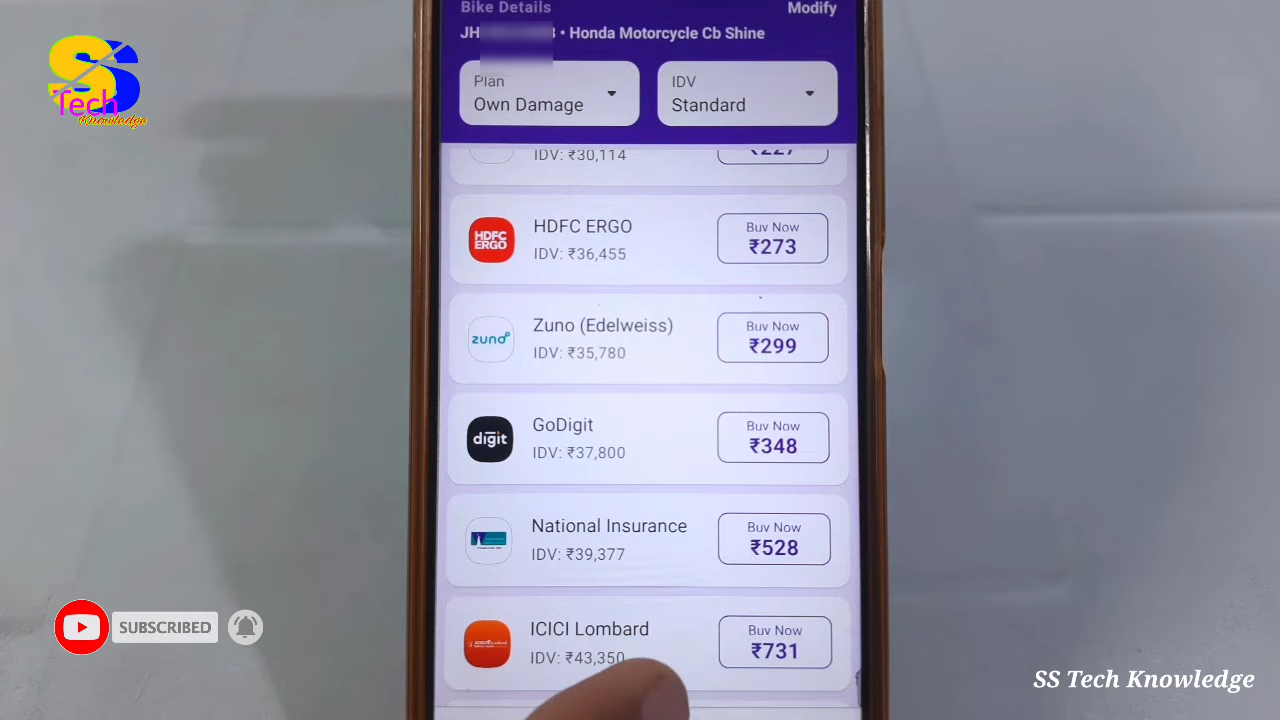 Bike Details
Modify
JH • Honda Motorcycle Cb Shine
Plan
Own Damage
IDV
Standard
IDV: ₹30,114
₹227
HDFC ERGO
HDFC ERGO
IDV: ₹36,455
Buy Now
₹273
zuno
Zuno (Edelweiss)
IDV: ₹35,780
Buy Now
₹299
digit
GoDigit
IDV: ₹37,800
Buy Now
₹348
National Insurance
IDV: ₹39,377
Buy Now
₹528
ICICI Lombard
IDV: ₹43,350
Buy Now
₹731
SS
Tech
Knowladge
SUBSCRIBED
SS Tech Knowledge